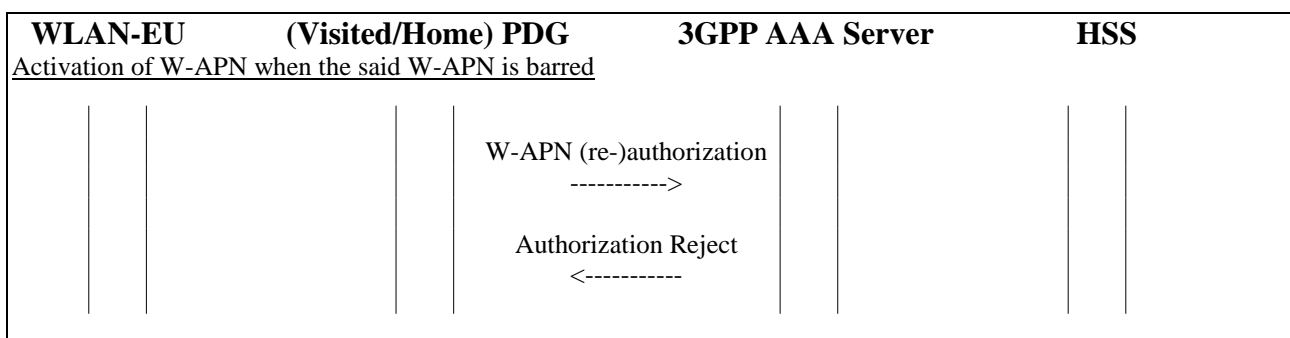 WLAN-EU (Visited/Home) PDG 3GPP AAA Server HSS
Activation of W-APN when the said W-APN is barred
W-APN (re-)authorization
----------->
Authorization Reject
<-----------